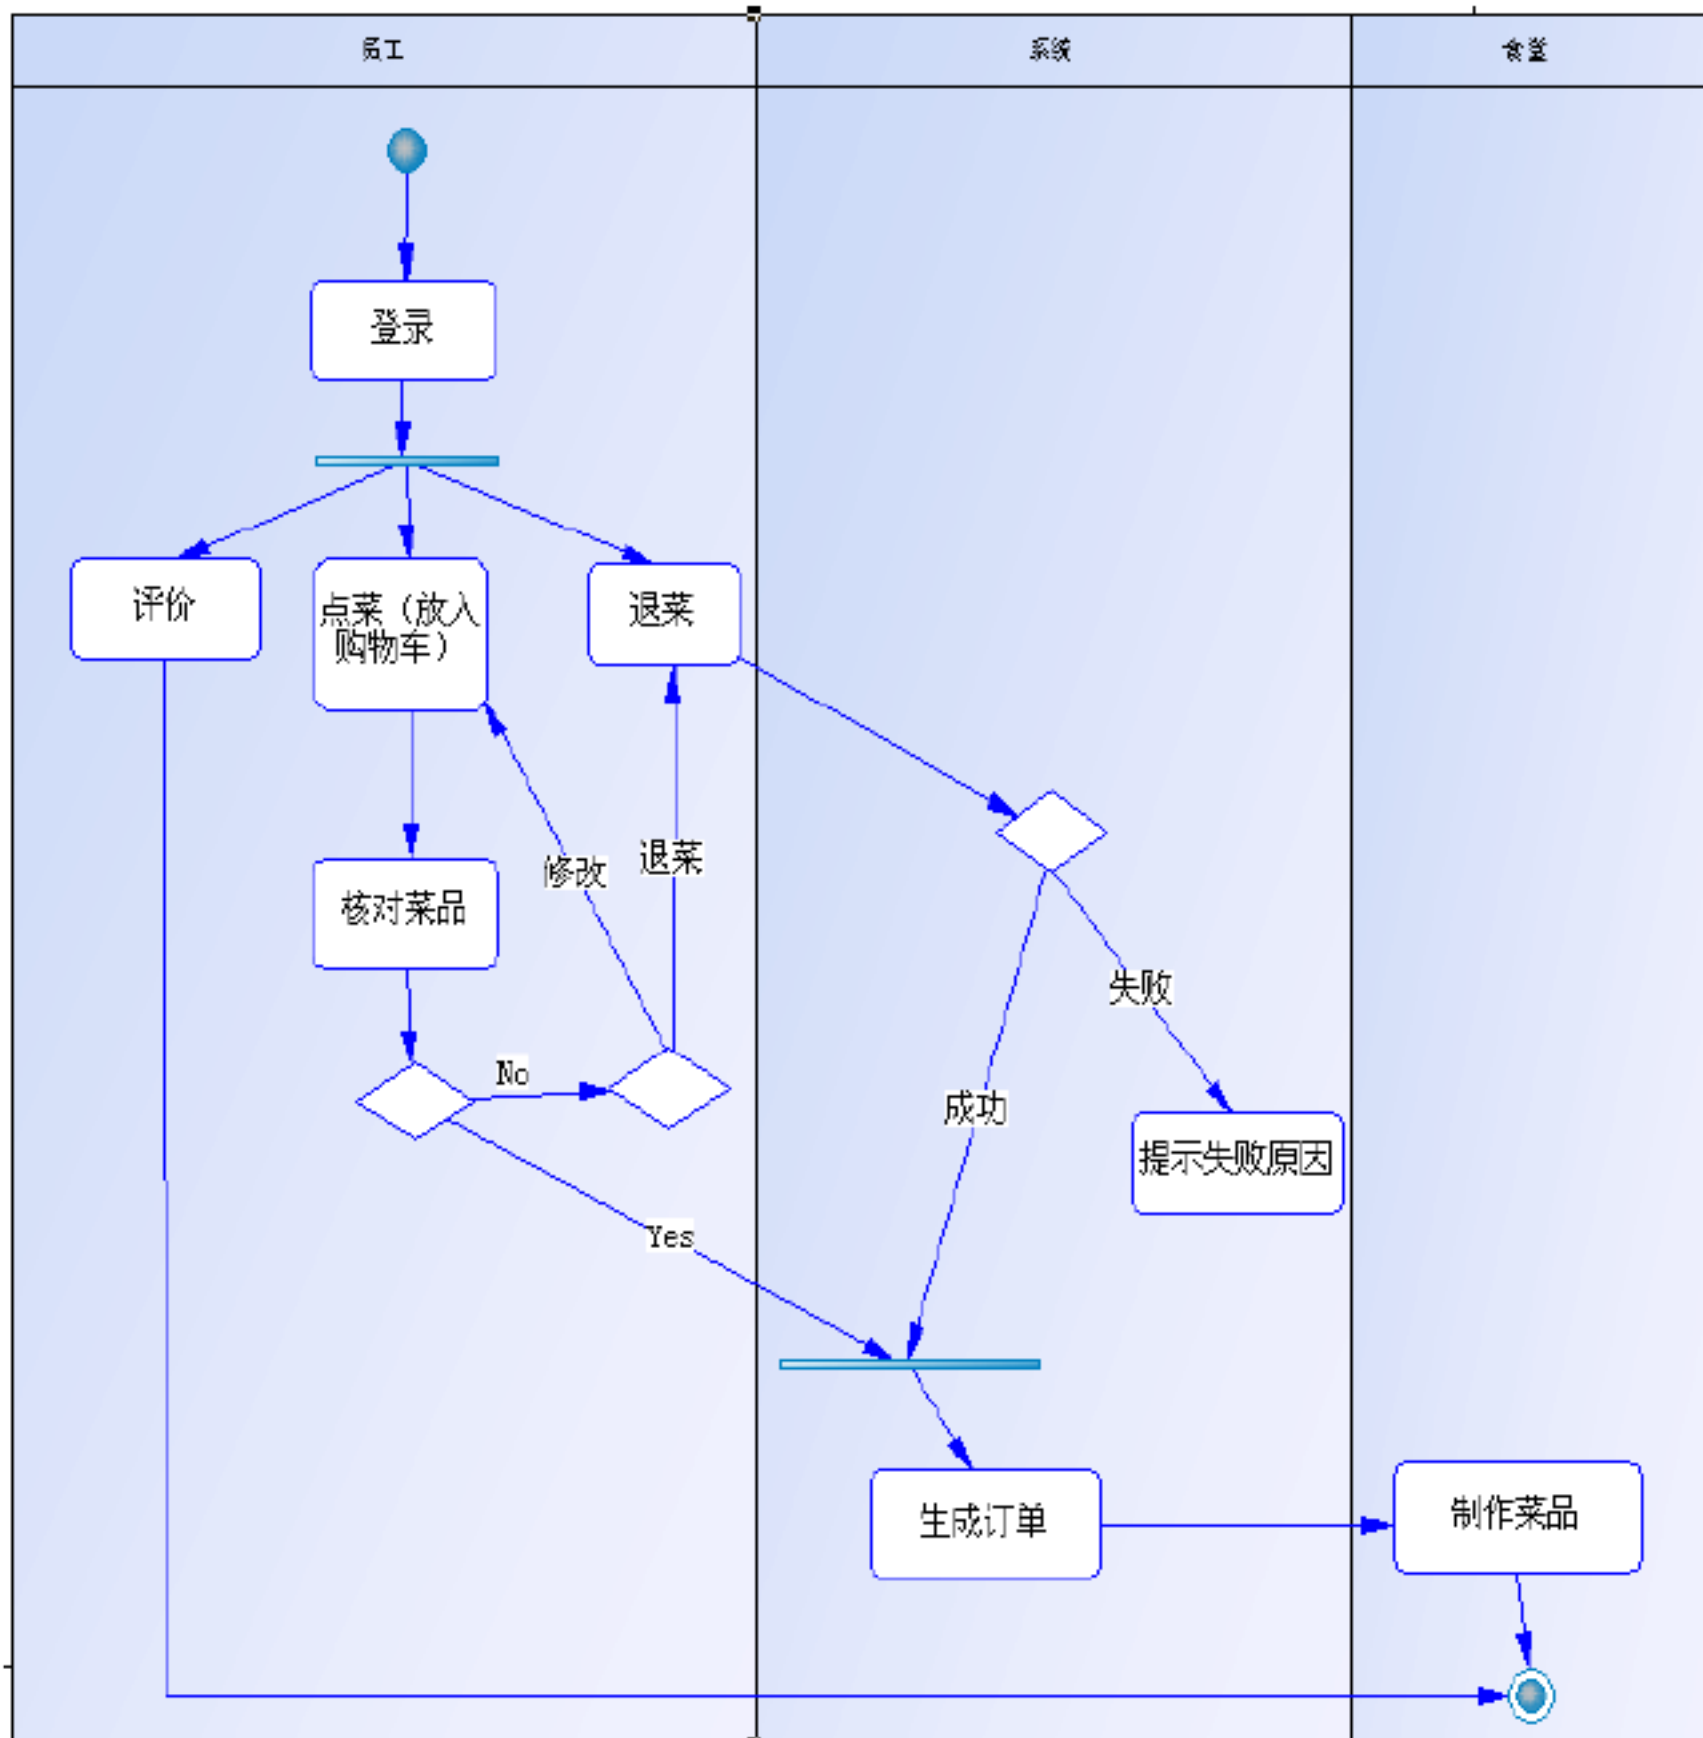 员工
系统
食堂
登录
评价
点菜（放入
购物车）
退菜
修改
退菜
核对菜品
失败
No
成功
提示失败原因
Yes
生成订单
制作菜品